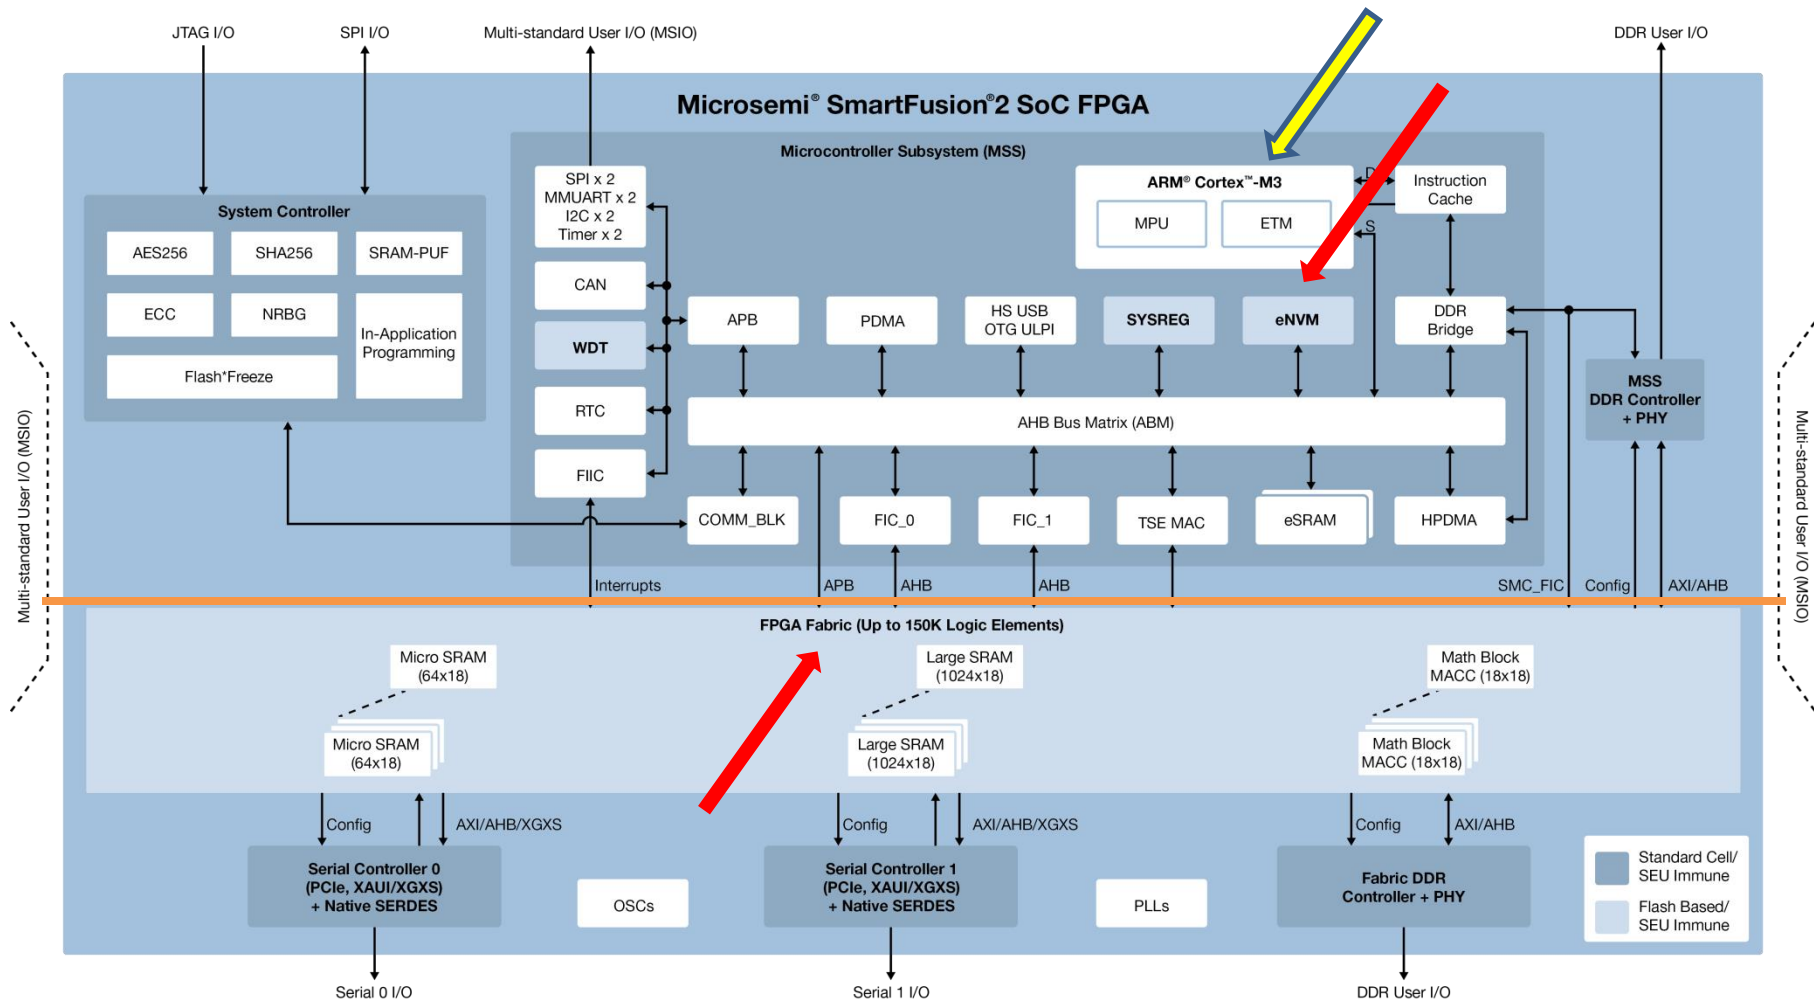 JTAG I/O
SPI I/O
Multi-standard User I/O (MSIO)
DDR User I/O
Microsemi® SmartFusion®2 SoC FPGA
Microcontroller Subsystem (MSS)
System Controller
AES256
SHA256
SRAM-PUF
ECC
NRBG
In-Application
Programming
Flash*Freeze
SPI x 2
MMUART x 2
I2C x 2
Timer x 2
CAN
WDT
RTC
FIIC
ARM® Cortex™-M3
MPU
ETM
D
S
Instruction
Cache
APB
PDMA
HS USB
OTG ULPI
SYSREG
eNVM
DDR
Bridge
AHB Bus Matrix (ABM)
COMM_BLK
FIC_0
FIC_1
TSE MAC
eSRAM
HPDMA
MSS
DDR Controller
+ PHY
Multi-standard User I/O (MSIO)
Multi-standard User I/O (MSIO)
Interrupts
APB
AHB
AHB
SMC_FIC
Config
AXI/AHB
FPGA Fabric (Up to 150K Logic Elements)
Micro SRAM
(64x18)
Large SRAM
(1024x18)
Math Block
MACC (18x18)
Micro SRAM
(64x18)
Large SRAM
(1024x18)
Math Block
MACC (18x18)
Config
AXI/AHB/XGXS
Config
AXI/AHB/XGXS
Config
AXI/AHB
Serial Controller 0
(PCIe, XAUI/XGXS)
+ Native SERDES
OSCs
Serial Controller 1
(PCIe, XAUI/XGXS)
+ Native SERDES
PLLs
Fabric DDR
Controller + PHY
Standard Cell/
SEU Immune
Flash Based/
SEU Immune
Serial 0 I/O
Serial 1 I/O
DDR User I/O